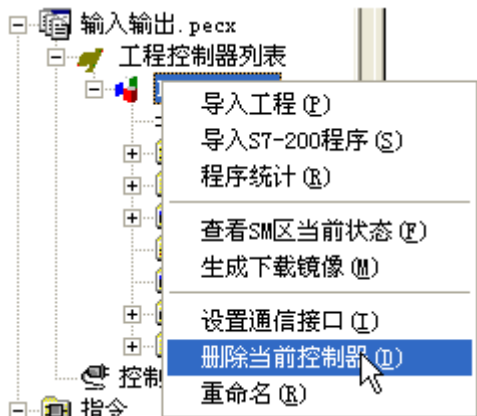 输入输出.pecx
工程控制器列表
导入工程(P)
导入S7-200程序(S)
程序统计(R)
查看SM区当前状态(F)
生成下载镜像(M)
设置通信接口(I)
删除当前控制器(D)
控制
重命名(R)
指令